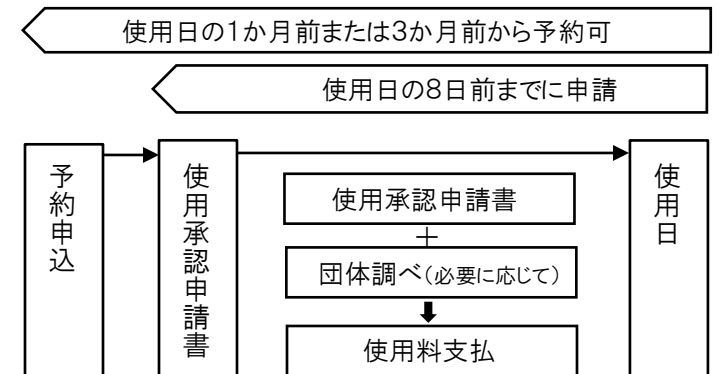 使用日の1か月前または3か月前から予約可
使用日の8日前までに申請
予約申込
使用承認申請書
使用承認申請書
＋
団体調べ（必要に応じて）
使用料支払
使用日